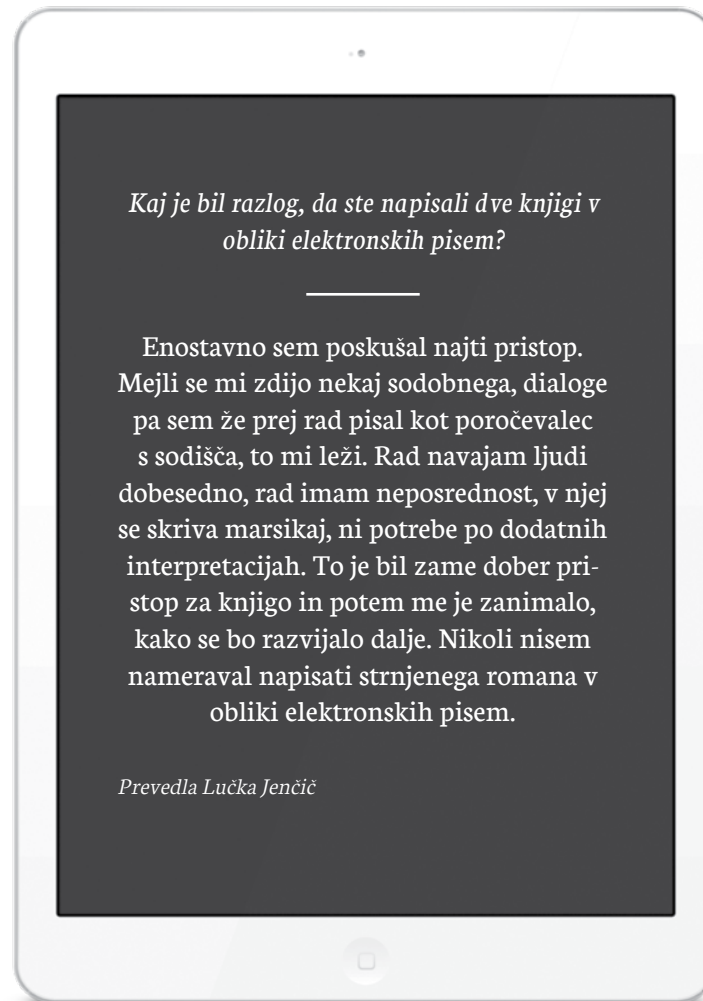 Kaj je bil razlog, da ste napisali dve knjigi v
obliki elektronskih pisem?
Enostavno sem poskušal najti pristop.
Mejli se mi zdijo nekaj sodobnega, dialoge
pa sem že prej rad pisal kot poročevalec
s sodišča, to mi leži. Rad navajam ljudi
dobesedno, rad imam neposrednost, v njej
se skriva marsikaj, ni potrebe po dodatnih
interpretacijah. To je bil zame dober pri-
stop za knjigo in potem me je zanimalo,
kako se bo razvijalo dalje. Nikoli nisem
nameraval napisati strnjenega romana v
obliki elektronskih pisem.
Prevedla Lučka Jenčič